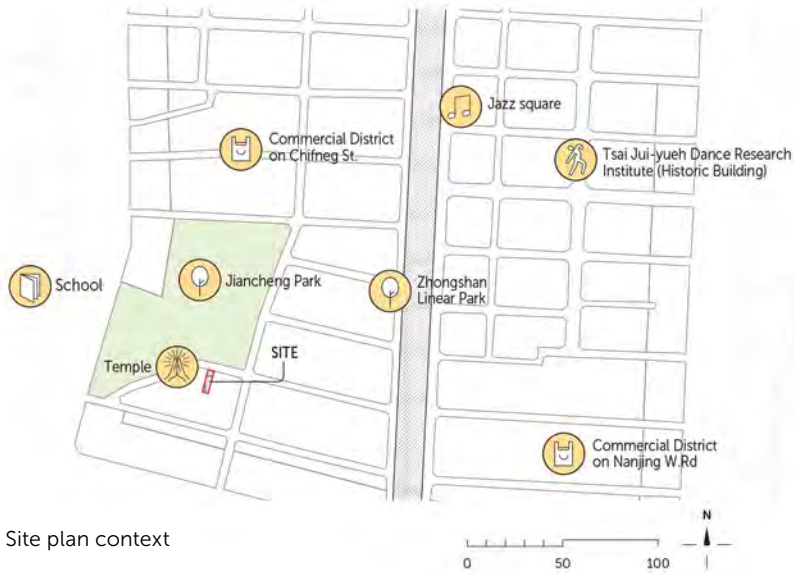 Jazz square
Commercial District
on Chifneg St.
Tsai Jui-yueh Dance Research
Institute (Historic Building)
School
Jiancheng Park
Zhongshan
Linear Park
SITE
Temple
Commercial District
on Nanjing W.Rd
Site plan context
N
0 50 100